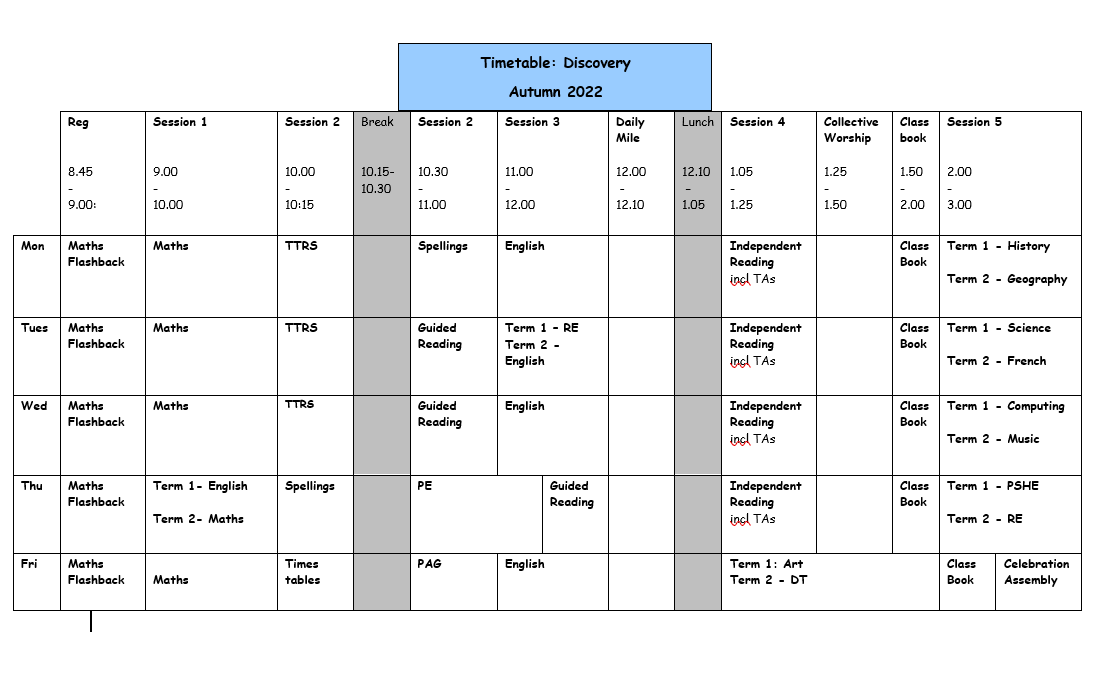 Timetable: Discovery
Autumn 2022
Reg Session 1 Session 2 Break Session 2 Session 3 Daily Lunch Session 4 Collective Class Session 5
Mile Worship book
8.45 9.00 10.00 10.15- 10.30 11.00 12.00 12.10 1.05 1.25 1.50 2.00
- - - 10.30 - - - - - - - -
9.00: 10.00 10:15 11.00 12.00 12.10 1.05 1.25 1.50 2.00 3.00
Mon Maths Maths TTRS Spellings English Independent Class Term 1 - History
Flashback Reading Book
incl TAs Term 2 - Geography
Tues Maths Maths TTRS Guided Term 1 - RE Independent Class Term 1 - Science
Flashback Reading Term 2 - Reading Book
English incl TAs Term 2 - French
Wed Maths Maths TTRS Guided English Independent Class Term 1 - Computing
Flashback Reading Reading Book
incl TAs Term 2 - Music
Thu Maths Term 1- English Spellings PE Guided Independent Class Term 1 - PSHE
Flashback Reading Reading Book
Term 2- Maths incl TAs Term 2 - RE
Fri Maths Times PAG English Term 1: Art Class Celebration
Flashback Maths tables Term 2 - DT Book Assembly